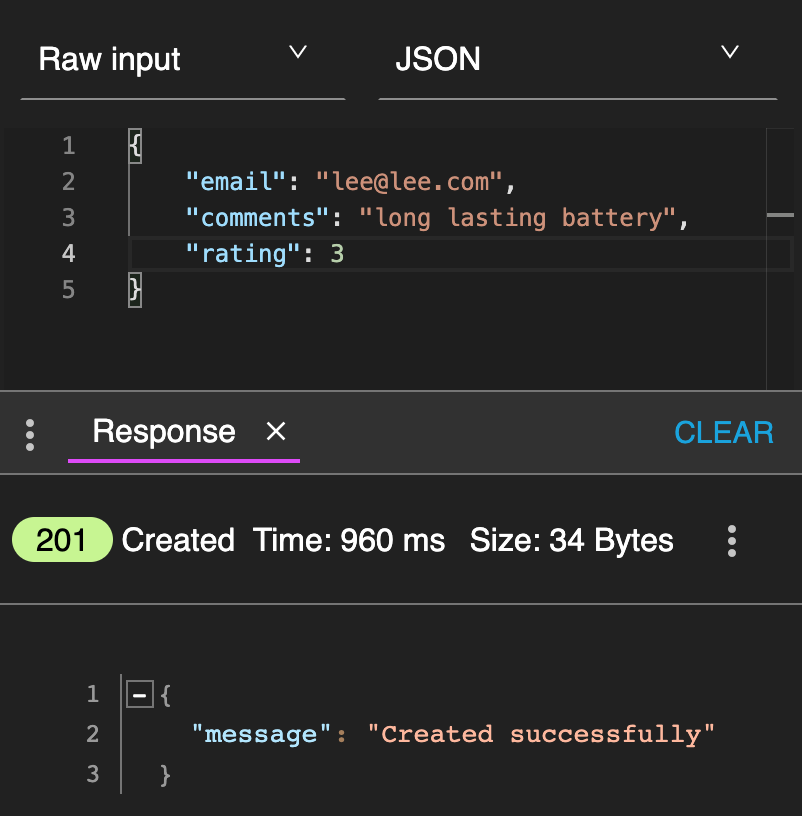 Raw input JSON
1 {
2 "email": "lee@lee.com",
3 "comments": "long lasting battery",
4 "rating": 3
5 }
Response CLEAR
201 Created Time: 960 ms Size: 34 Bytes
1 {
2 "message": "Created successfully"
3 }